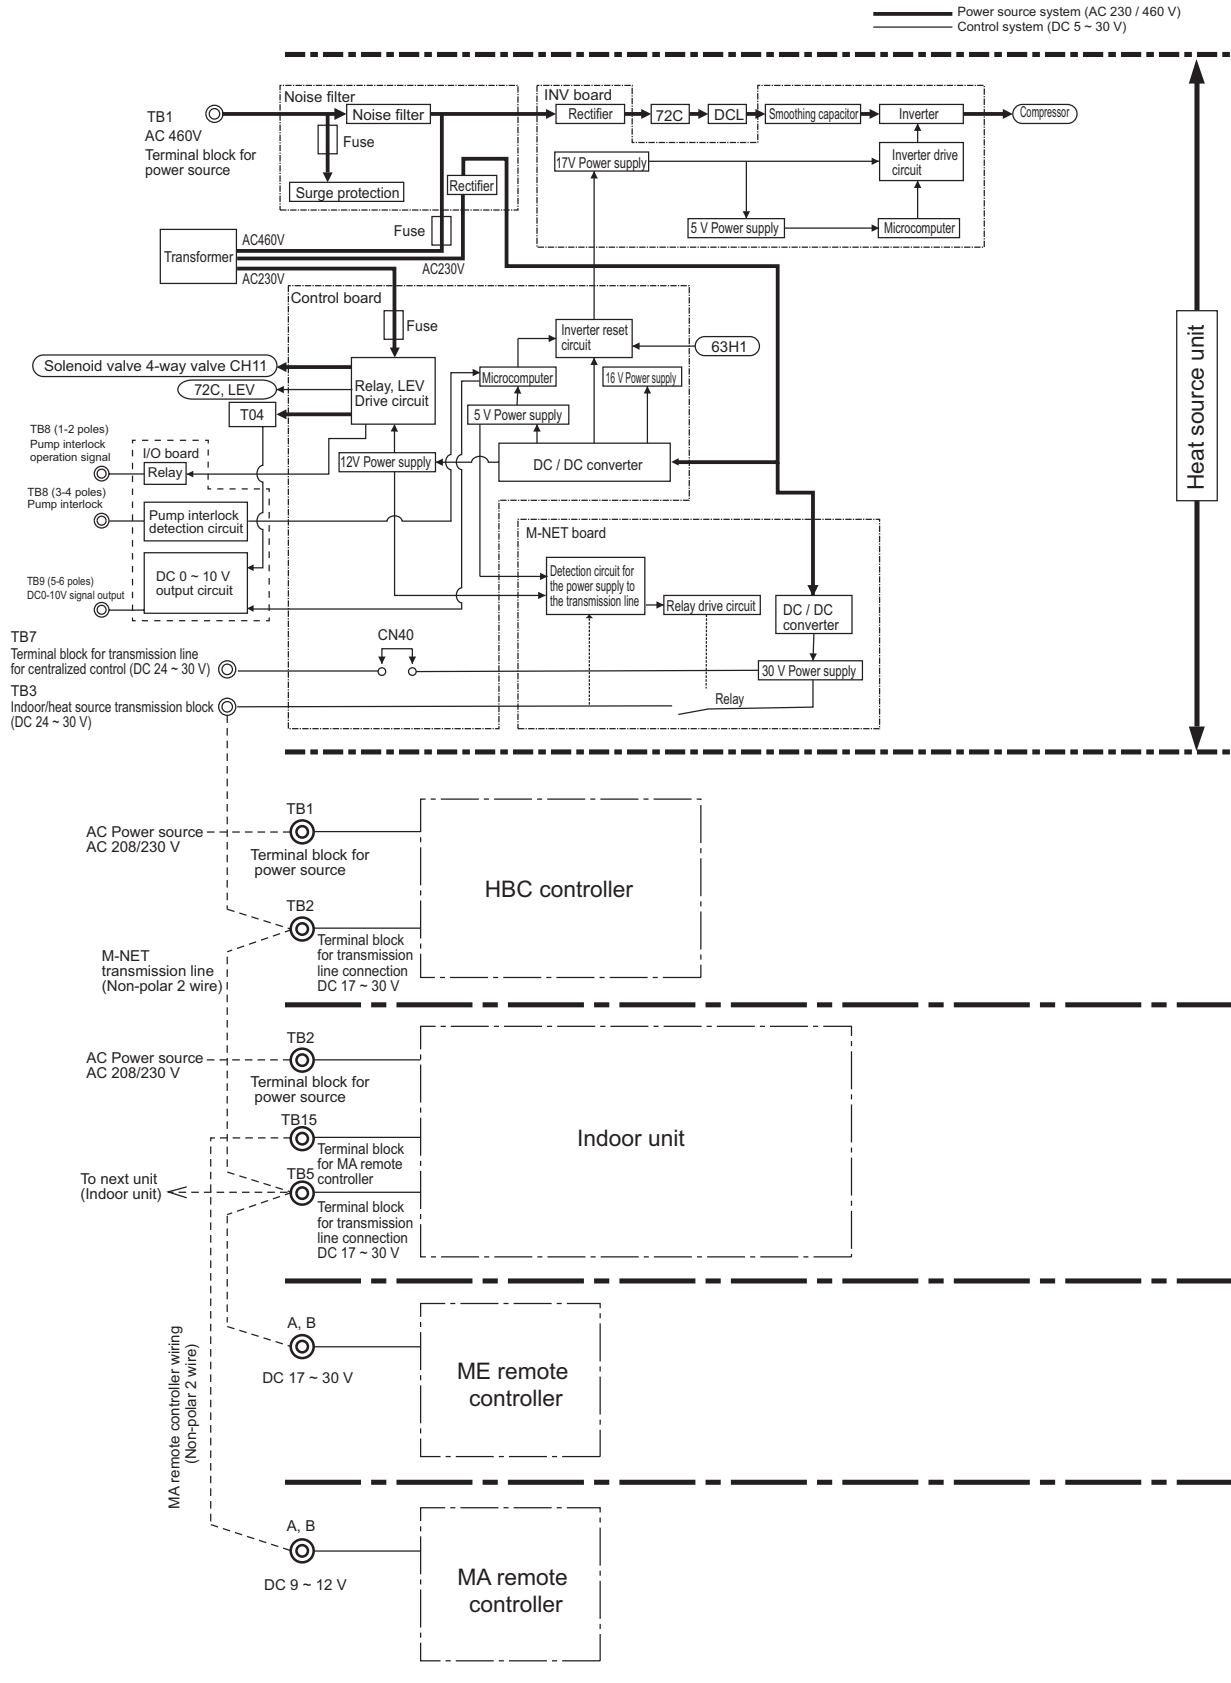 Power source system (AC 230 / 460 V)
Control system (DC 5 ~ 30 V)
Noise filter
INV board
TB1
AC 460V
Terminal block for
power source
Noise filter
Rectifier
72C
DCL
Smoothing capacitor
Inverter
Compressor
Fuse
17V Power supply
Inverter drive
circuit
Surge protection
Rectifier
5 V Power supply
Microcomputer
Fuse
Transformer
AC460V
AC230V
AC230V
Control board
Fuse
Inverter reset
circuit
63H1
Heat source unit
Solenoid valve 4-way valve CH11
72C, LEV
Relay, LEV
Drive circuit
Microcomputer
16 V Power supply
T04
5 V Power supply
TB8 (1-2 poles)
Pump interlock
operation signal
I/O board
Relay
12V Power supply
DC / DC converter
TB8 (3-4 poles)
Pump interlock
Pump interlock
detection circuit
M-NET board
TB9 (5-6 poles)
DC0-10V signal output
DC 0 ~ 10 V
output circuit
Detection circuit for
the power supply to
the transmission line
Relay drive circuit
DC / DC
converter
TB7
Terminal block for transmission line
for centralized control (DC 24 ~ 30 V)
CN40
30 V Power supply
TB3
Indoor/heat source transmission block
(DC 24 ~ 30 V)
Relay
TB1
AC Power source
AC 208/230 V
Terminal block for
power source
HBC controller
TB2
Terminal block
for transmission
line connection
DC 17 ~ 30 V
M-NET
transmission line
(Non-polar 2 wire)
TB2
AC Power source
AC 208/230 V
Terminal block for
power source
TB15
Indoor unit
Terminal block
for MA remote
controller
To next unit
(Indoor unit)
TB5
Terminal block
for transmission
line connection
DC 17 ~ 30 V
A, B
DC 17 ~ 30 V
ME remote
controller
MA remote controller wiring
(Non-polar 2 wire)
A, B
DC 9 ~ 12 V
MA remote
controller